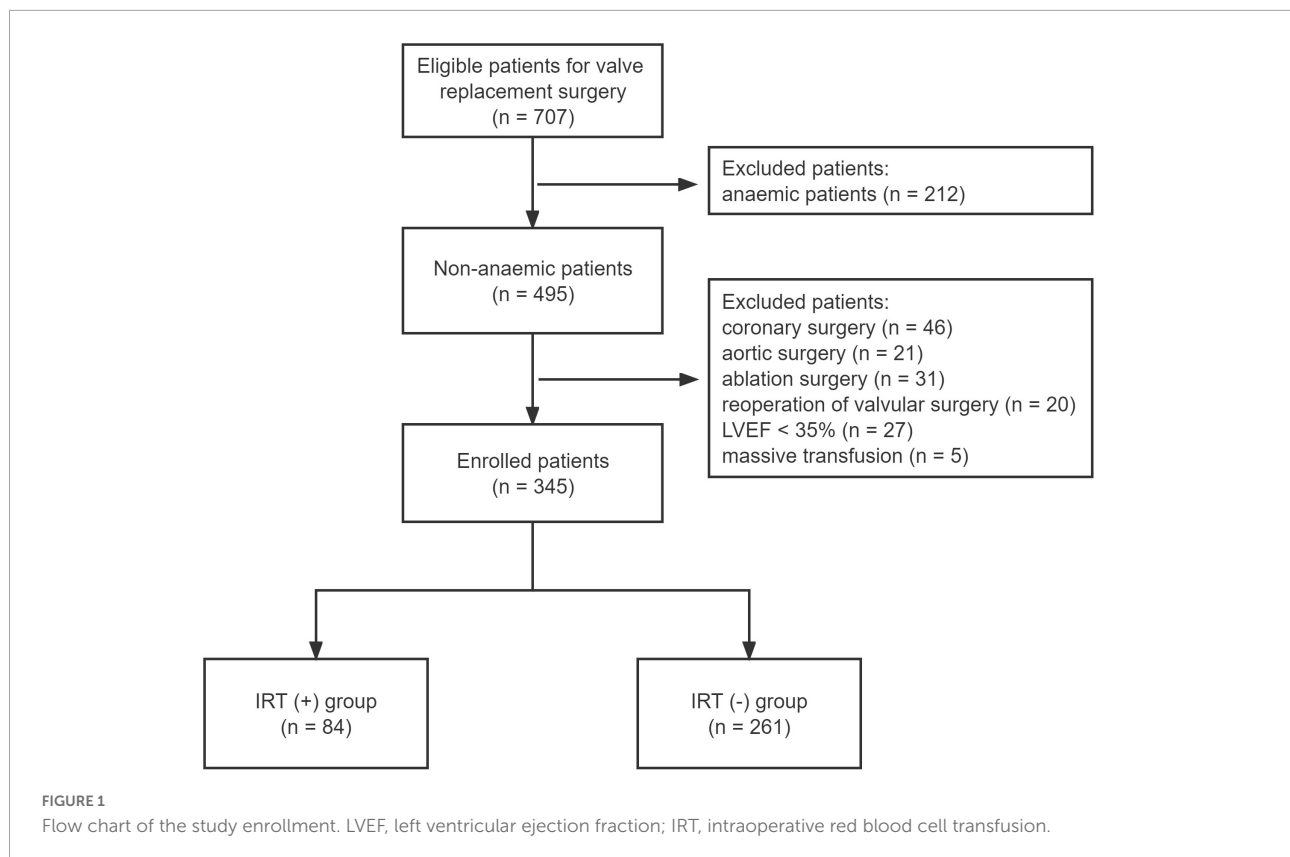 Eligible patients for valve
replacement surgery
(n = 707)
Excluded patients:
anaemic patients (n = 212)
Non-anaemic patients
(n = 495)
Excluded patients:
coronary surgery (n = 46)
aortic surgery (n = 21)
ablation surgery (n = 31)
reoperation of valvular surgery (n = 20)
LVEF < 35% (n = 27)
massive transfusion (n = 5)
Enrolled patients
(n = 345)
IRT (+) group
(n = 84)
IRT (-) group
(n = 261)
FIGURE 1
Flow chart of the study enrollment. LVEF, left ventricular ejection fraction; IRT, intraoperative red blood cell transfusion.